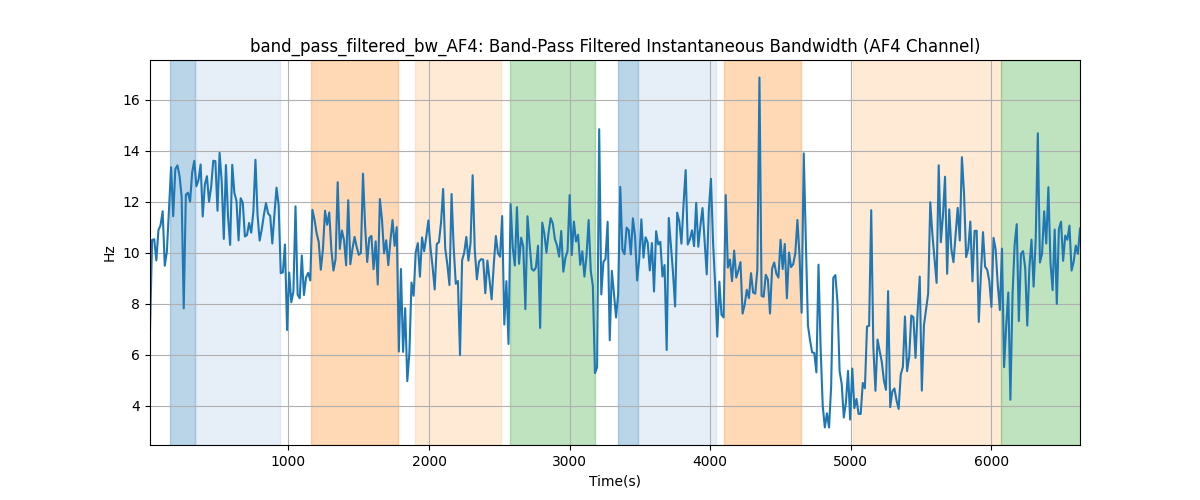 band_pass_filtered_bw_AF4: Band-Pass Filtered Instantaneous Bandwidth (AF4 Channel)
16
14
12
10
8
6
4
Hz
1000 2000 3000 4000 5000 6000
Time(s)